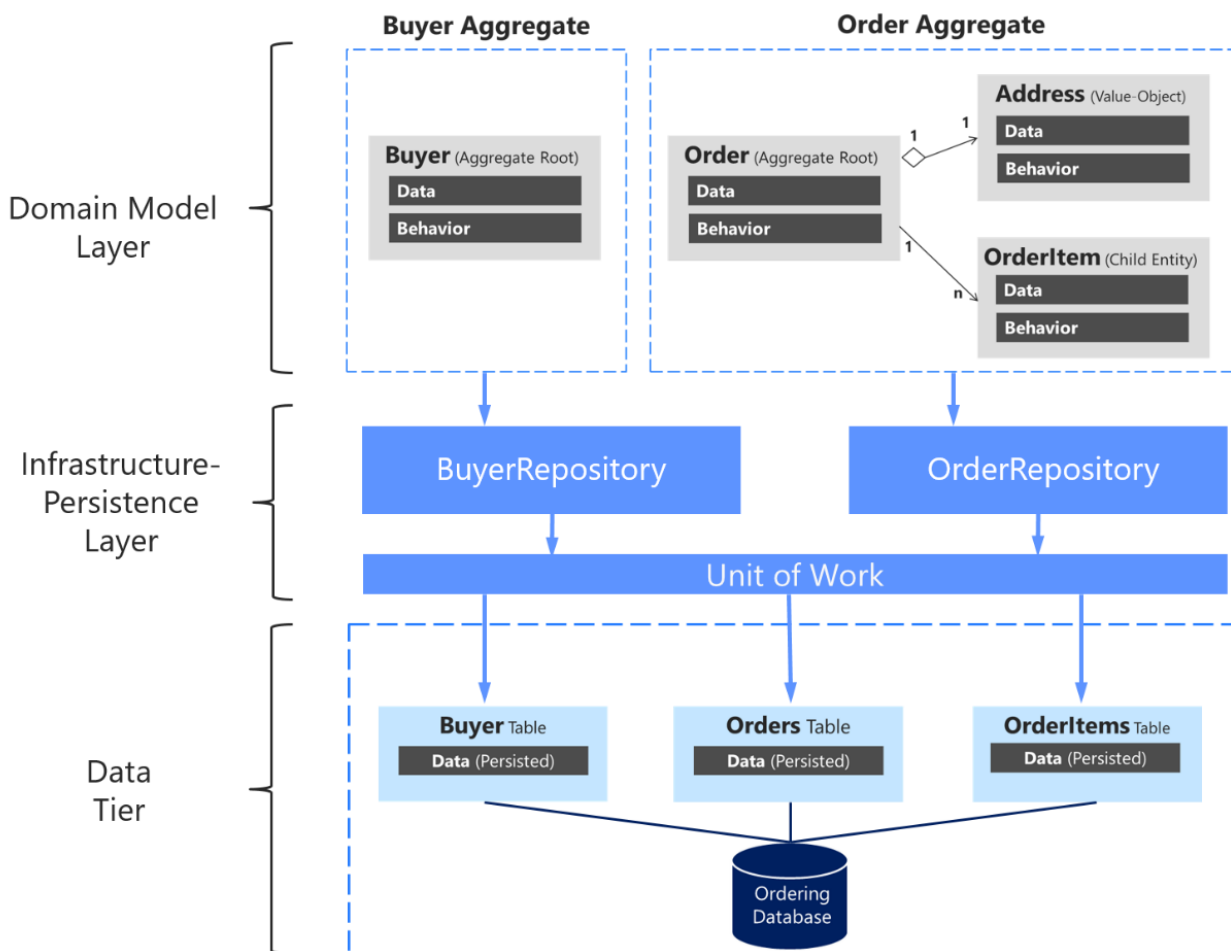 Buyer Aggregate
Order Aggregate
Domain Model
Layer
Buyer (Aggregate Root)
Data
Behavior
Order (Aggregate Root)
Data
Behavior
1
1
Address (Value-Object)
Data
Behavior
1
n
OrderItem (Child Entity)
Data
Behavior
Infrastructure-
Persistence
Layer
BuyerRepository
OrderRepository
Unit of Work
Data
Tier
Buyer Table
Data (Persisted)
Orders Table
Data (Persisted)
OrderItems Table
Data (Persisted)
Ordering
Database